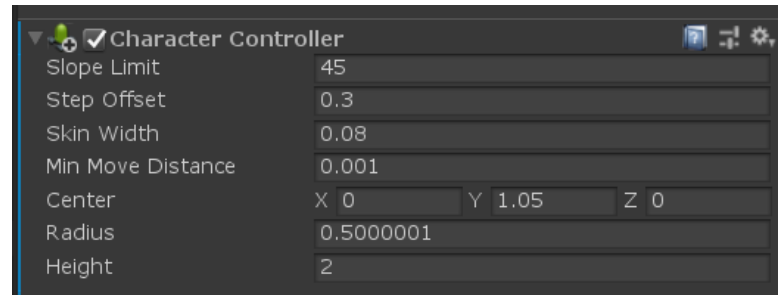 Character Controller
Slope Limit 45
Step Offset 0.3
Skin Width 0.08
Min Move Distance 0.001
Center X 0 Y 1.05 Z 0
Radius 0.5000001
Height 2